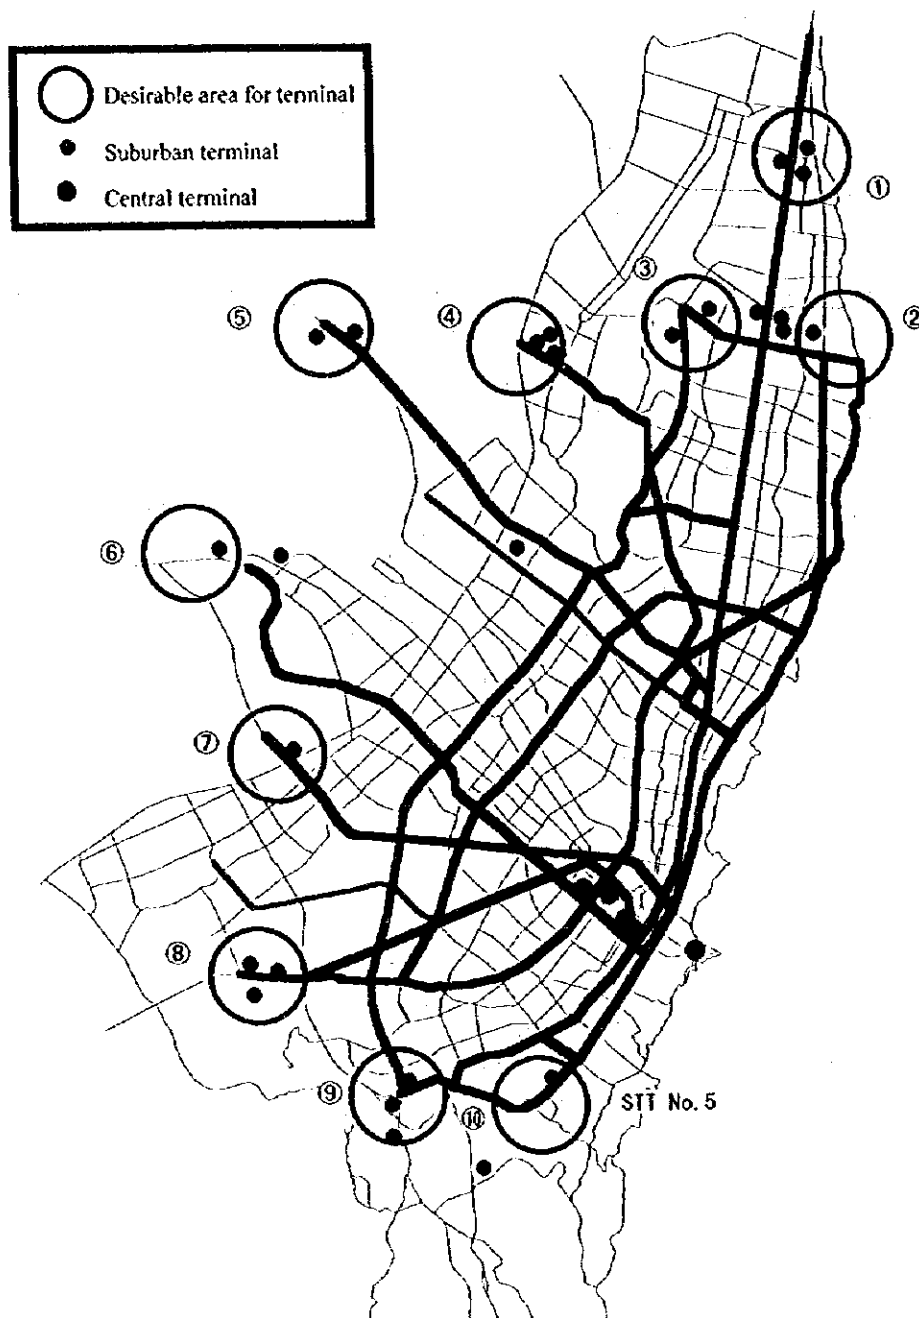 Desirable area for terminal
Suburban terminal
Central terminal
①
③
②
⑤
④
⑥
⑦
⑧
⑨
⑩
STT No. 5